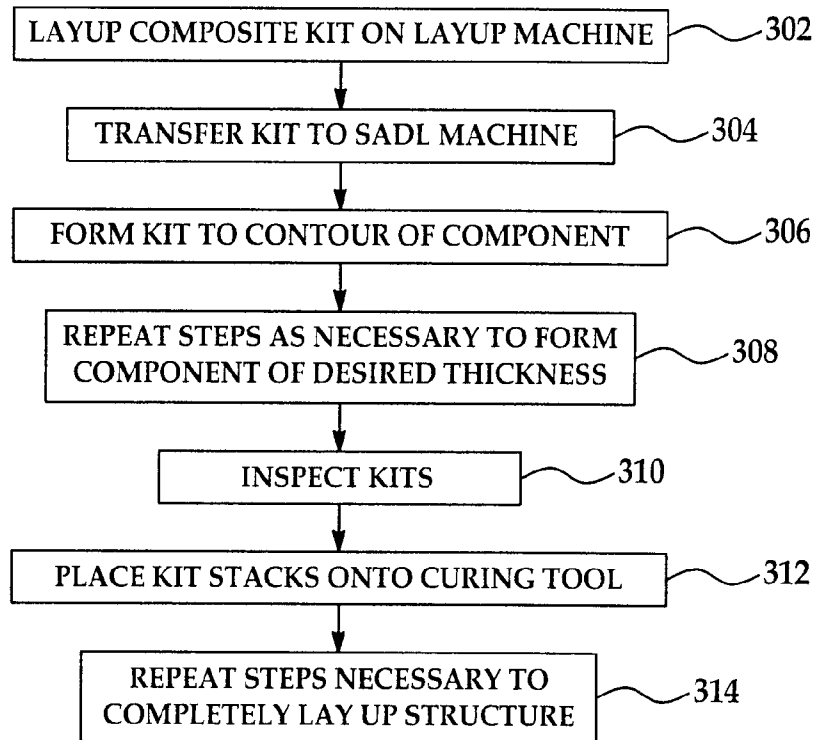 LAYUP COMPOSITE KIT ON LAYUP MACHINE
302
TRANSFER KIT TO SADL MACHINE
304
FORM KIT TO CONTOUR OF COMPONENT
306
REPEAT STEPS AS NECESSARY TO FORM
COMPONENT OF DESIRED THICKNESS
308
INSPECT KITS
310
PLACE KIT STACKS ONTO CURING TOOL
312
REPEAT STEPS NECESSARY TO
COMPLETELY LAY UP STRUCTURE
314